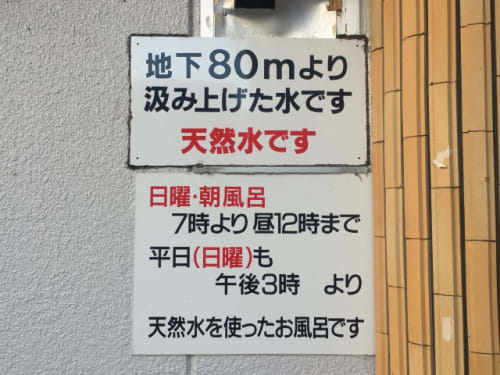 地下80mより
汲み上げた水です
天然水です
日曜・朝風呂
7時より昼12時まで
平日(日曜)も
午後3時 より
天然水を使ったお風呂です